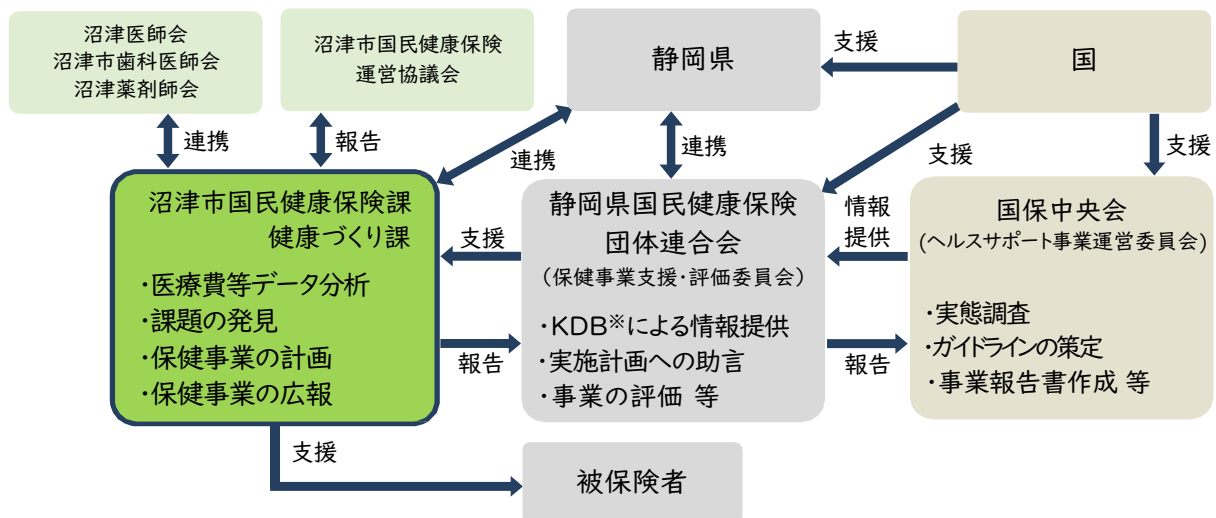 沼津医師会
沼津市歯科医師会
沼津薬剤師会
沼津市国民健康保険
運営協議会
静岡県
支援
国
連携
報告
連携
連携
支援
支援
沼津市国民健康保険課
健康づくり課
・医療費等データ分析
・課題の発見
・保健事業の計画
・保健事業の広報
支援
報告
静岡県国民健康保険
団体連合会
(保健事業支援・評価委員会)
・KDB※による情報提供
・実施計画への助言
・事業の評価 等
情報
提供
報告
国保中央会
(ヘルスサポート事業運営委員会)
・実態調査
・ガイドラインの策定
・事業報告書作成 等
支援
被保険者